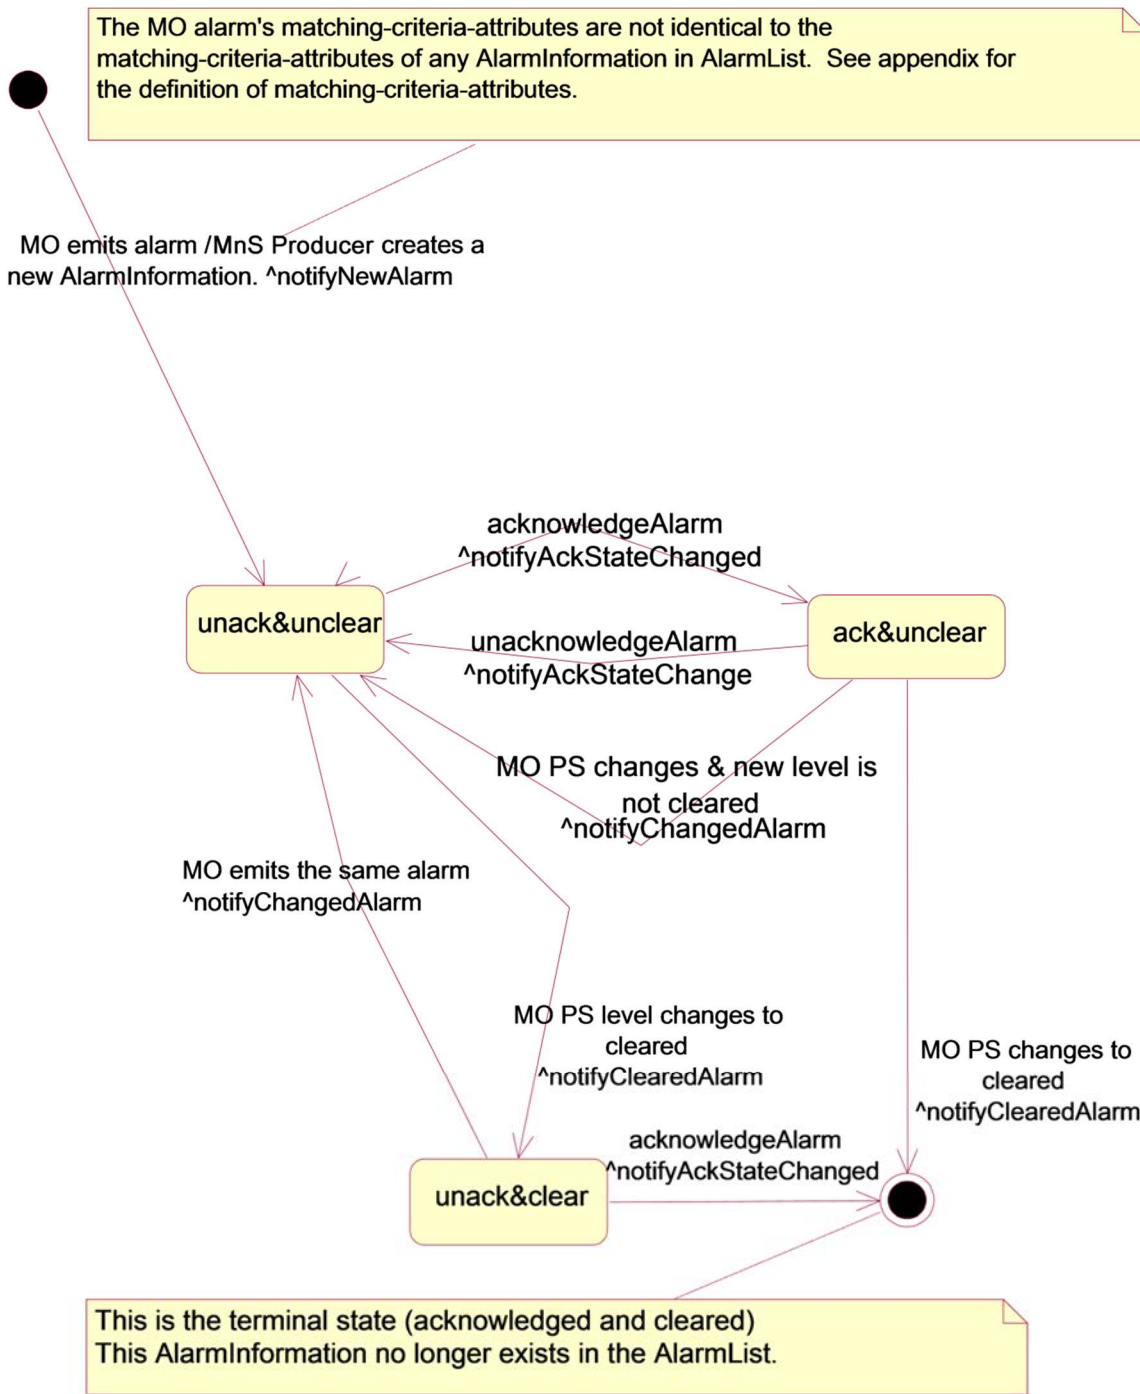 The MO alarm's matching-criteria-attributes are not identical to the
matching-criteria-attributes of any AlarmInformation in AlarmList.  See appendix for
the definition of matching-criteria-attributes.
MO emits alarm /MnS Producer creates a
new AlarmInformation. ^notifyNewAlarm
acknowledgeAlarm
^notifyAckStateChanged
unack&unclear
ack&unclear
unacknowledgeAlarm
^notifyAckStateChange
MO PS changes & new level is
not cleared
^notifyChangedAlarm
MO emits the same alarm
^notifyChangedAlarm
MO PS level changes to
cleared
^notifyClearedAlarm
MO PS changes to
cleared
^notifyClearedAlarm
acknowledgeAlarm
^notifyAckStateChanged
unack&clear
This is the terminal state (acknowledged and cleared)
This AlarmInformation no longer exists in the AlarmList.